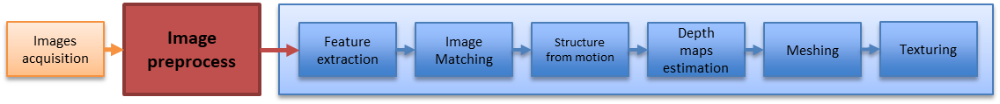 Images
acquisition
Image
preprocess
Feature
extraction
Image
Matching
Structure
from motion
Depth
maps
estimation
Meshing
Texturing